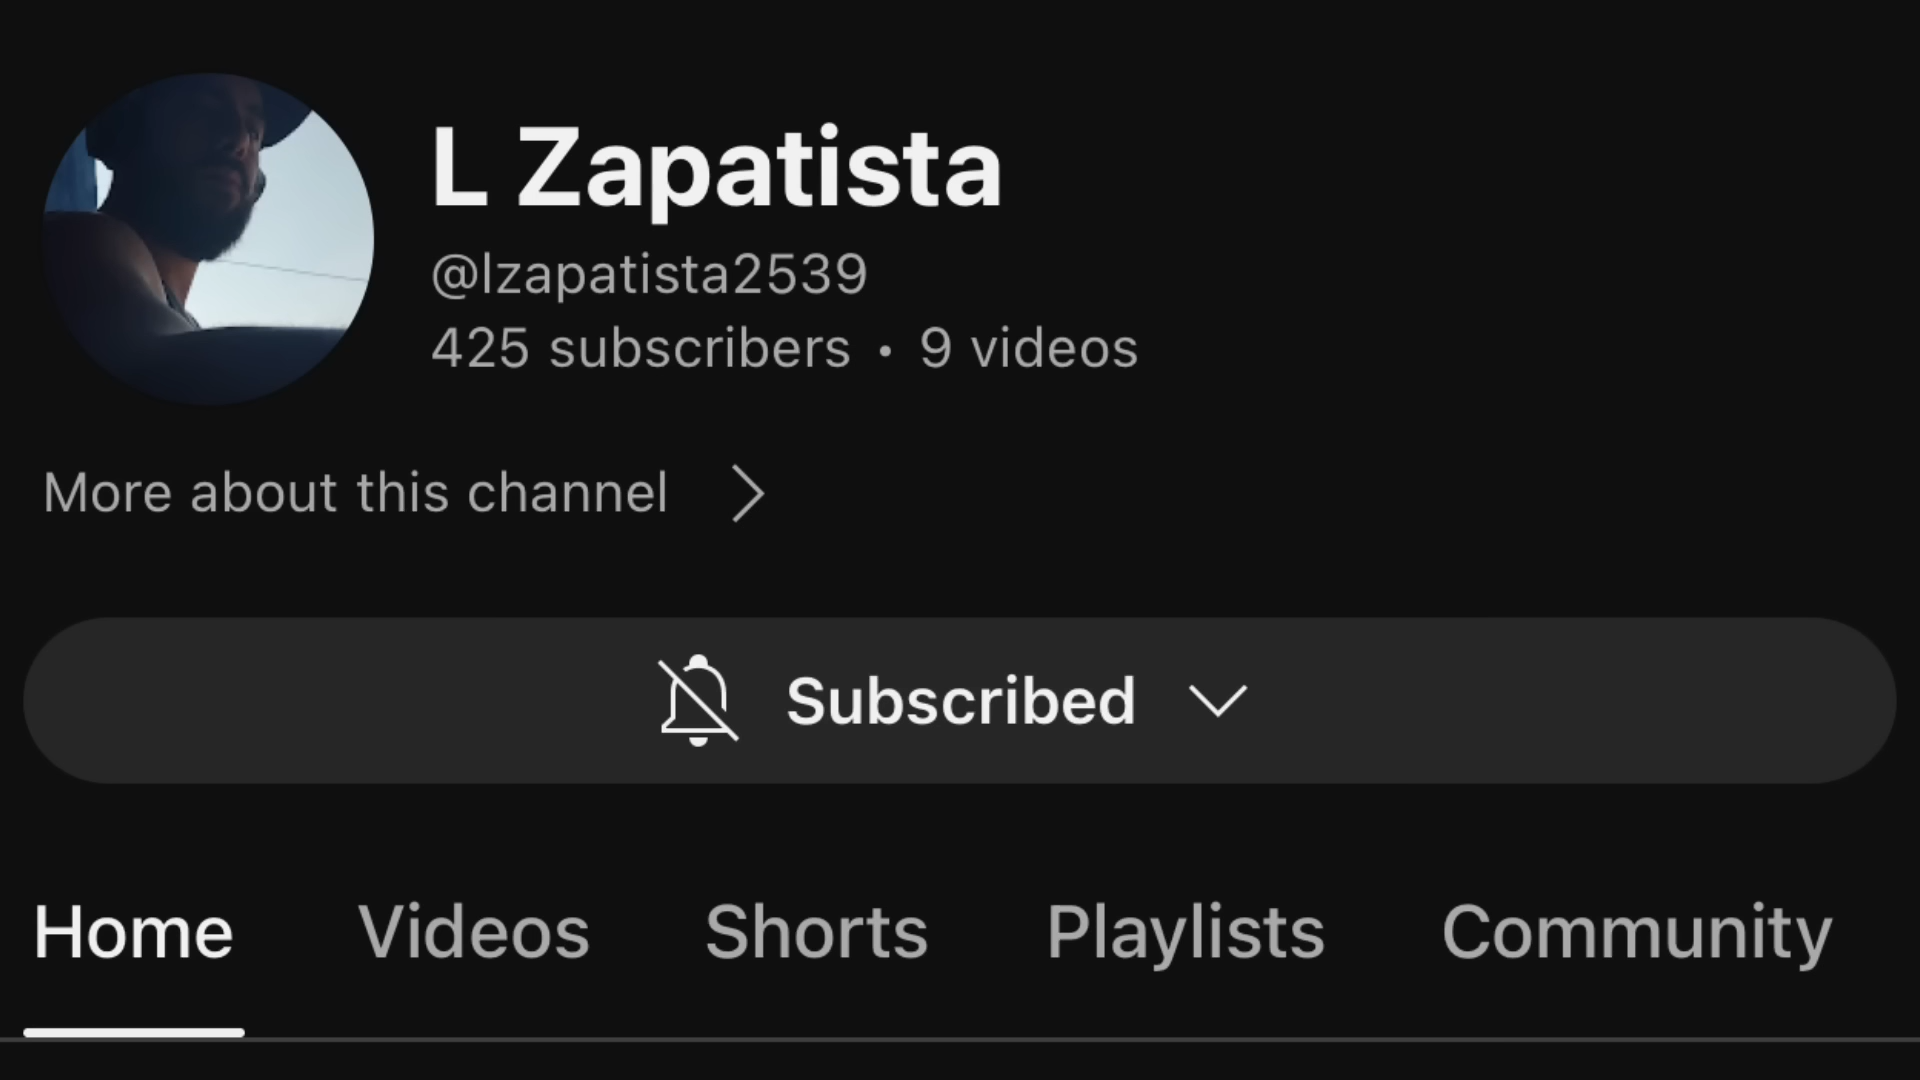 L Zapatista
@lzapatista2539
425 subscribers • 9 videos
More about this channel
Subscribed
Home Videos Shorts Playlists Community